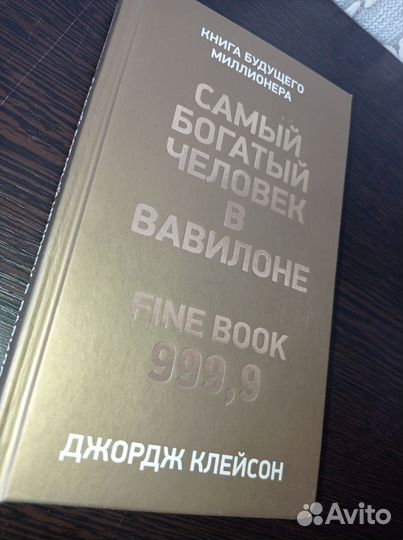 КНИГА БУДУЩЕГО
МИЛЛИОНЕРА
САМЫЙ
БОГАТЫЙ
ЧЕЛОВЕК
В
ВАВИЛОНЕ
FINE BOOK
999,9
ДЖОРДЖ КЛЕЙСОН
Avito